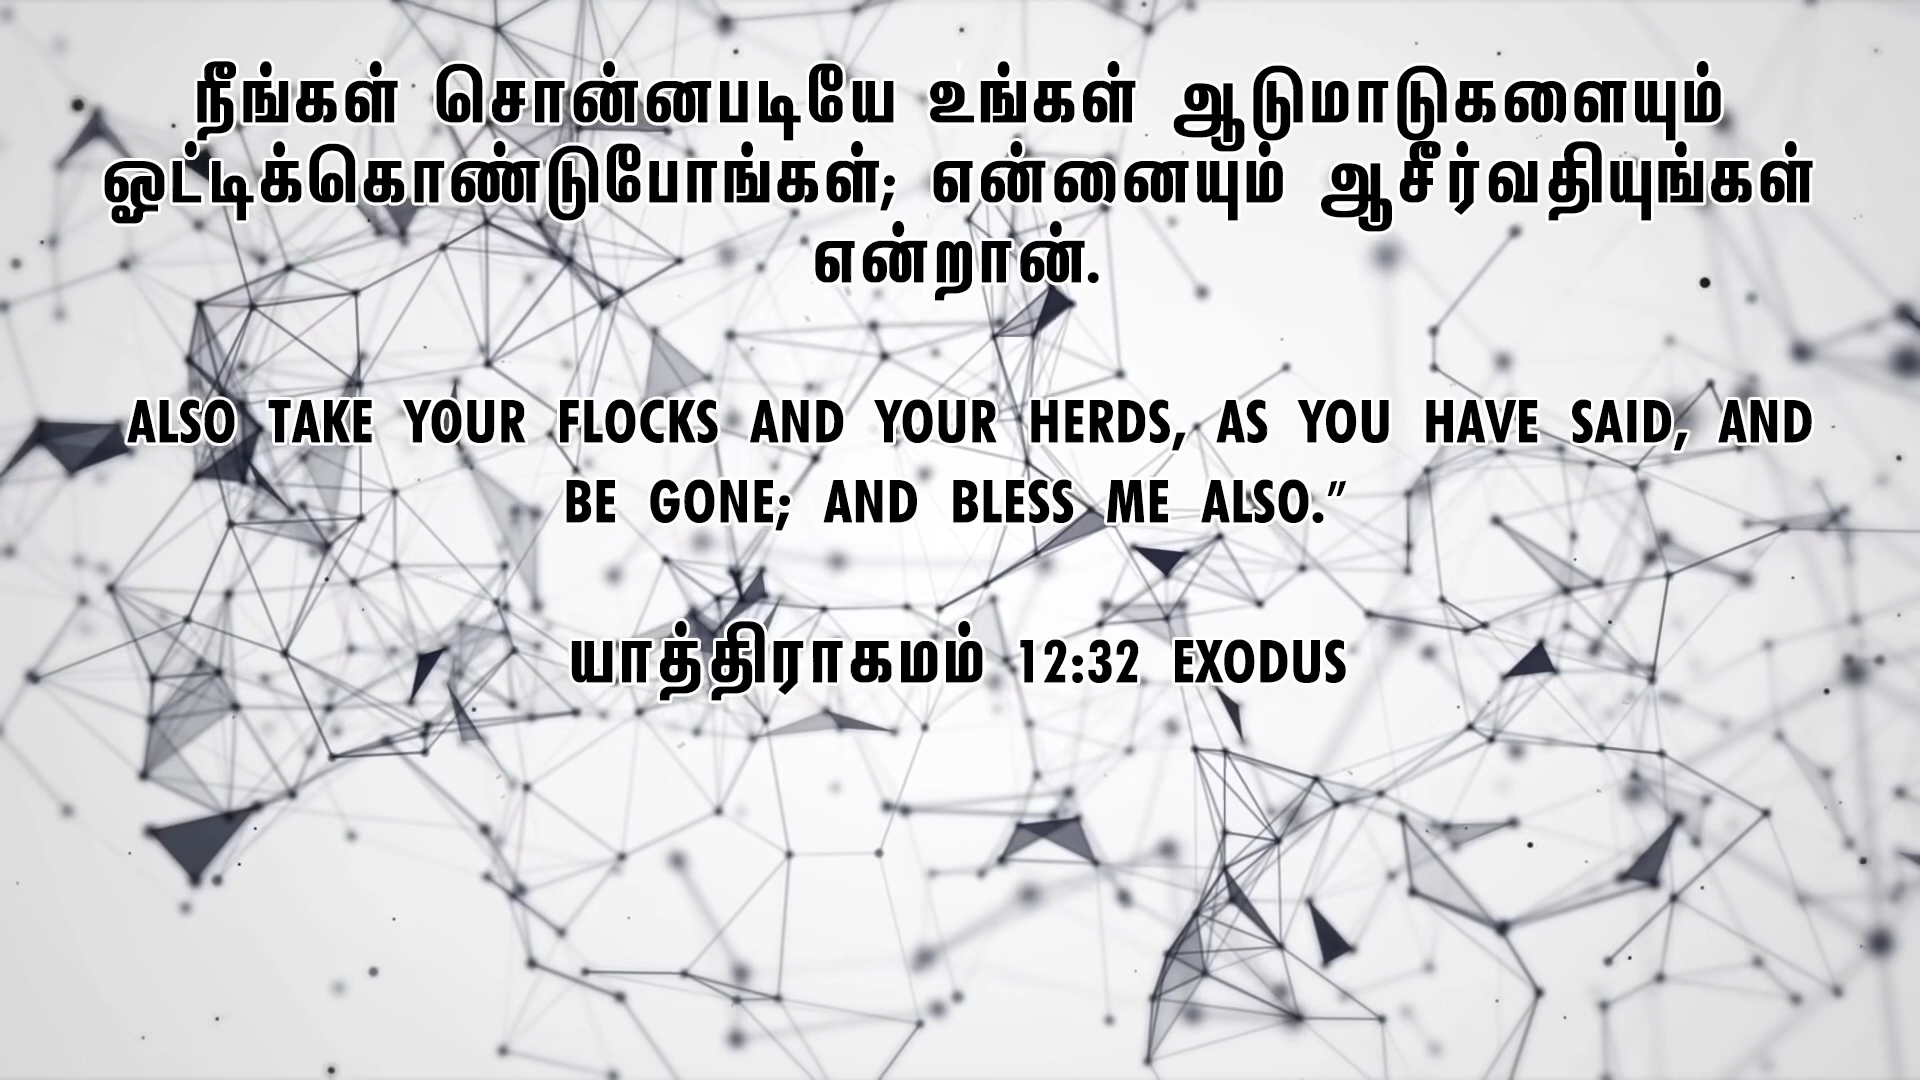 நீங்கள் சொன்னபடியே உங்கள் ஆடுமாடுகளையும்
ஓட்டிக்கொண்டுபோங்கள்; என்னையும் ஆசீர்வதியுங்கள்
என்றான்.
ALSO TAKE YOUR FLOCKS AND YOUR HERDS, AS YOU HAVE SAID, AND
BE GONE; AND BLESS ME ALSO.”
யாத்திராகமம் 12:32 EXODUS